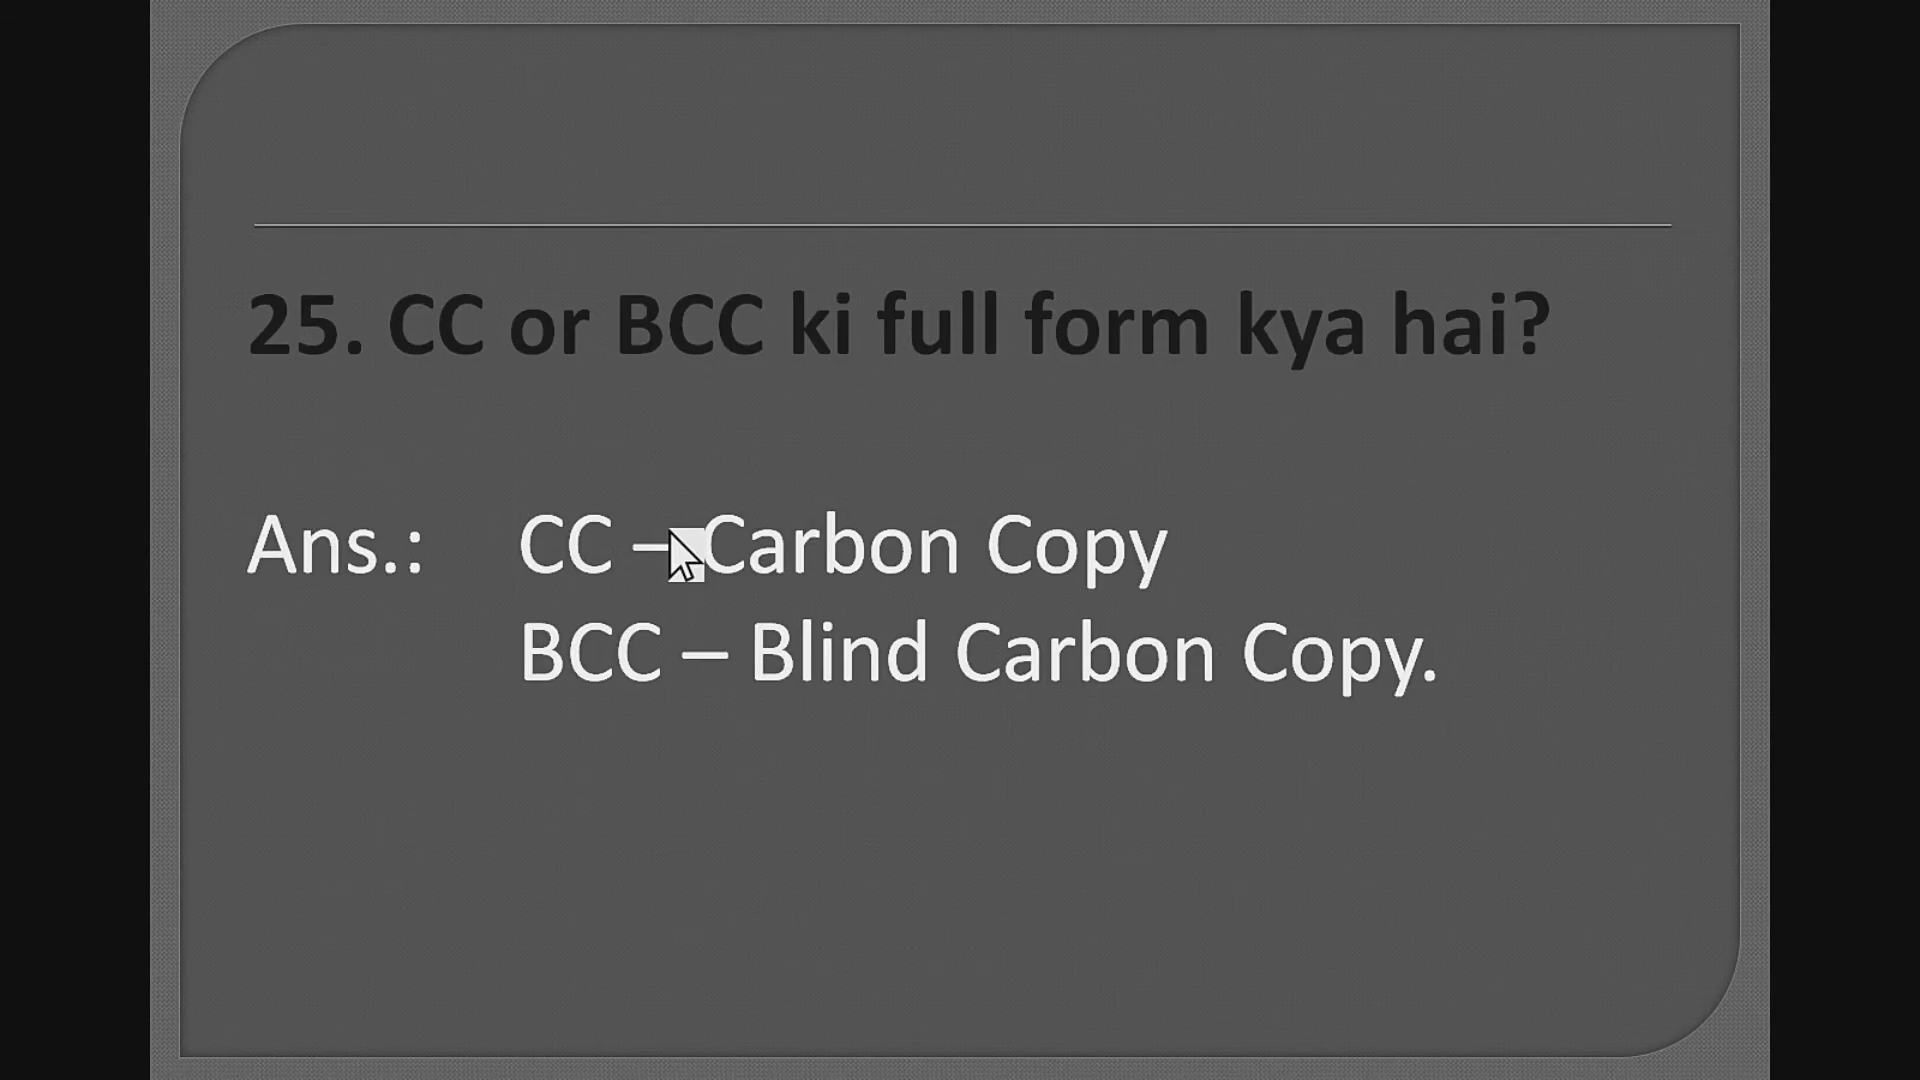 25. CC or BCC ki full form kya hai?
Ans.: CC – Carbon Copy
BCC – Blind Carbon Copy.